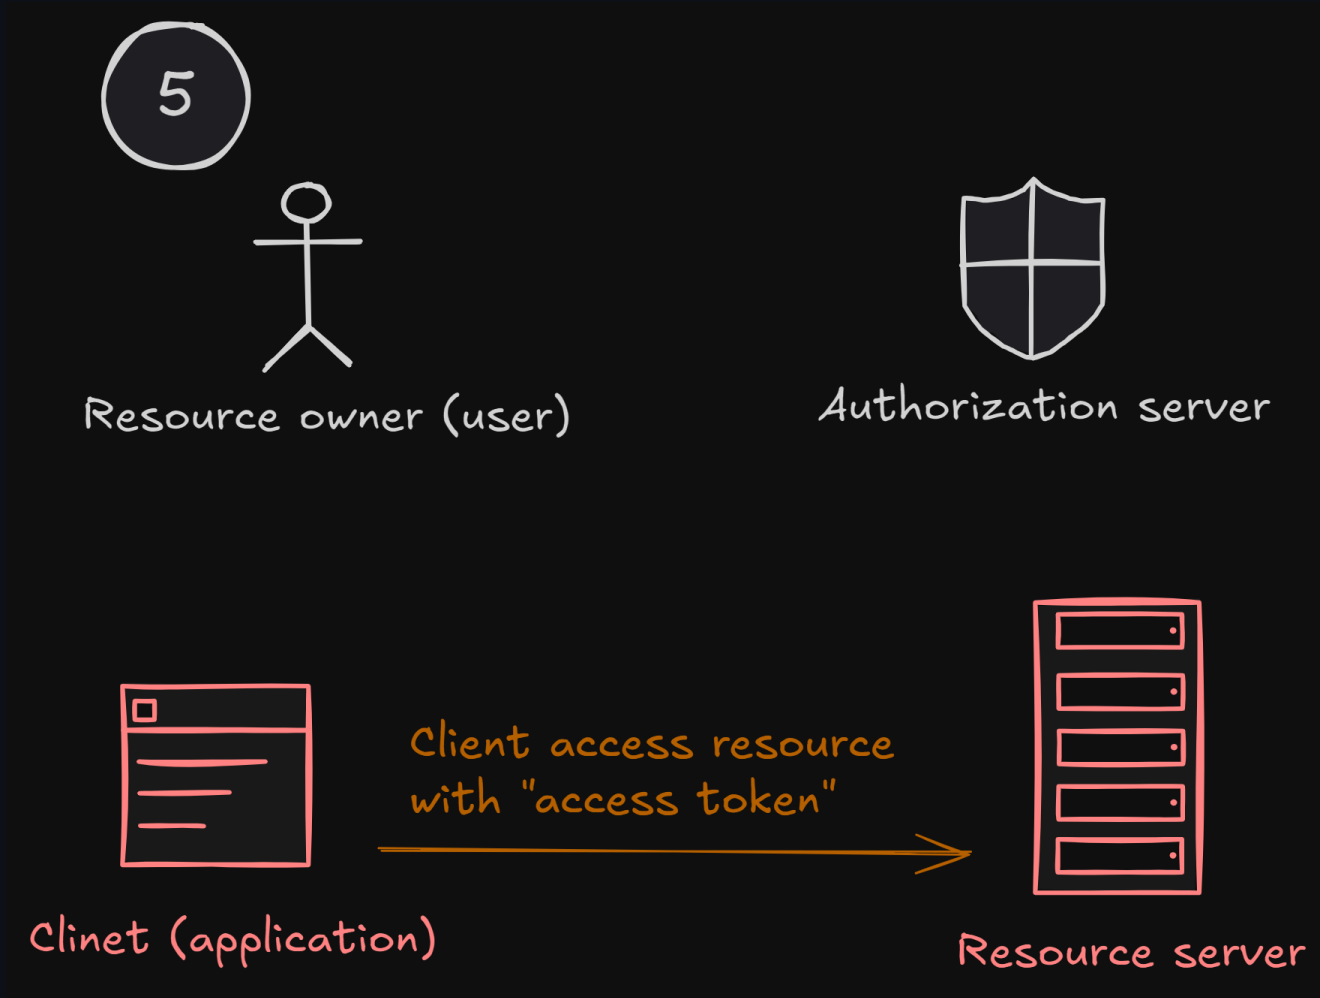 5
Resource owner (user)
Authorization server
Client access resource
with "access token"
Clinet (application)
Resource server